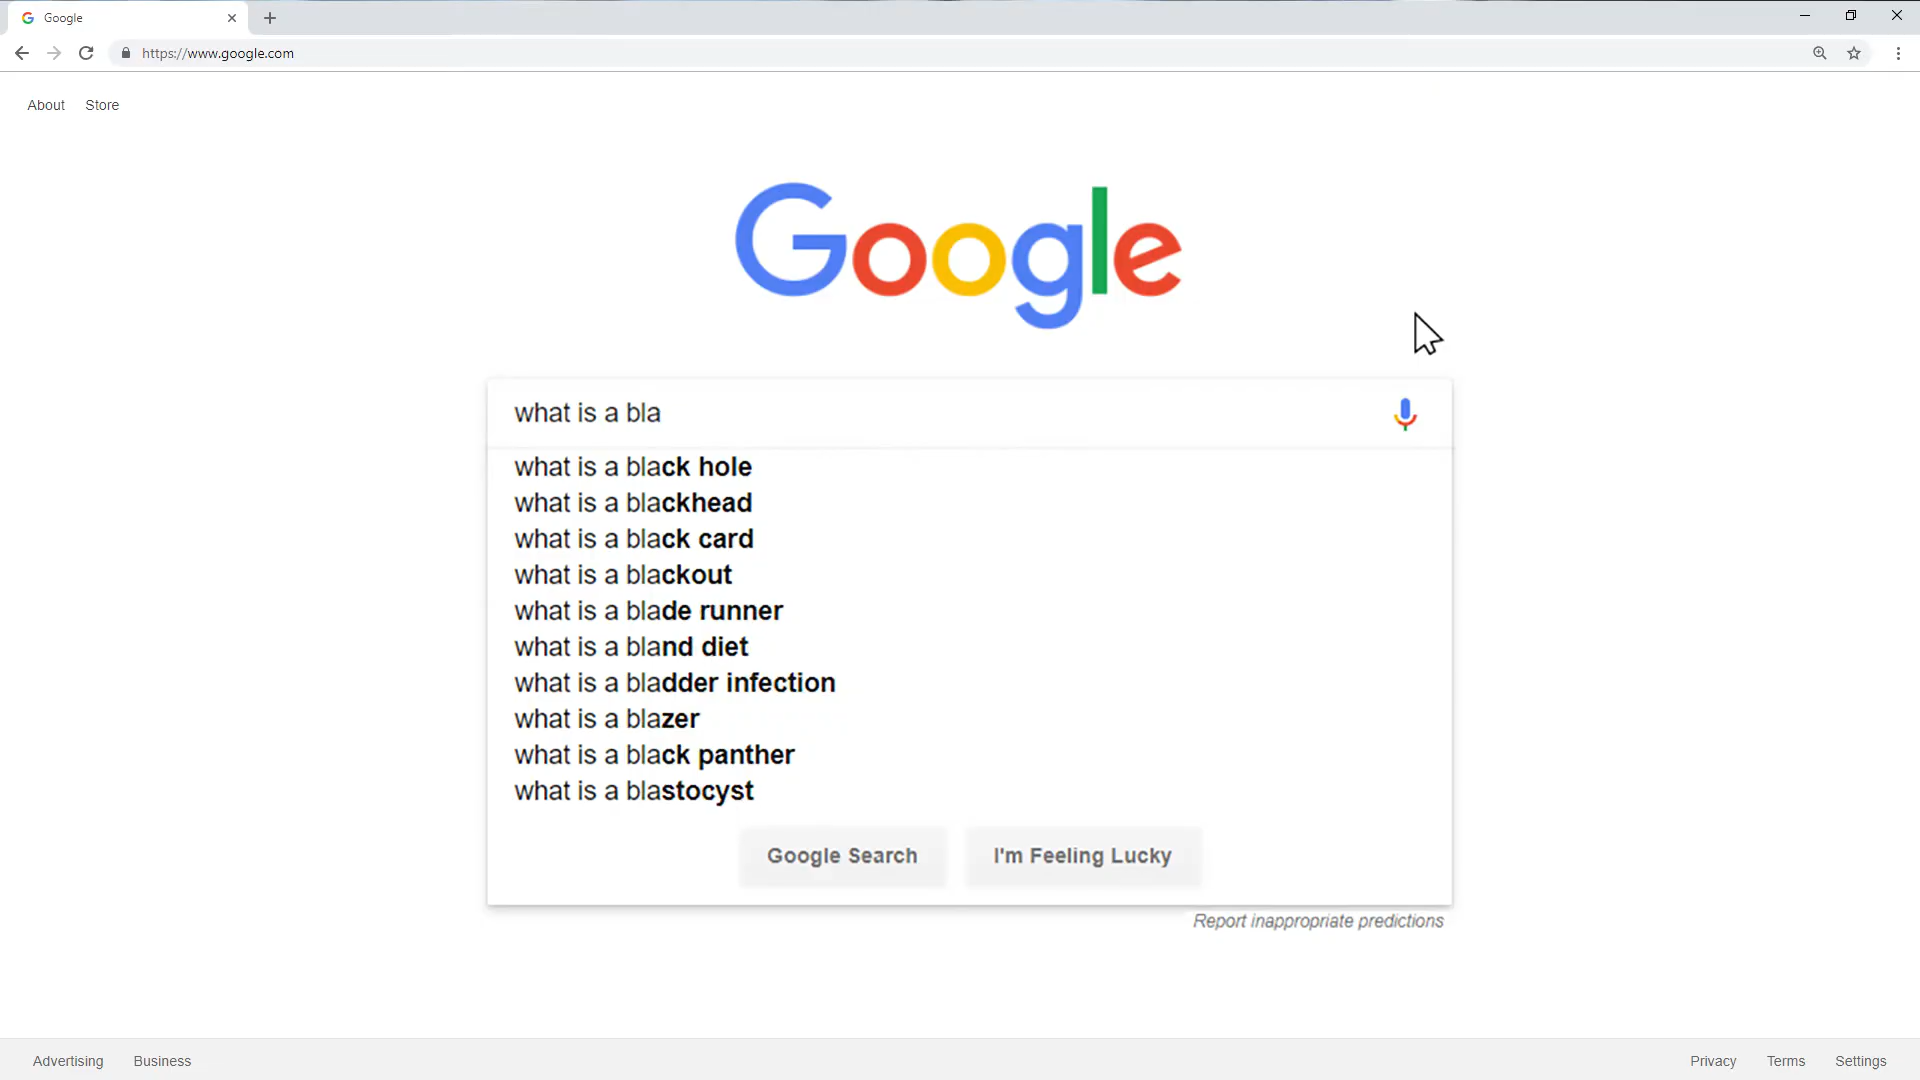 Google
https://www.google.com
About Store
Google
what is a bla
what is a black hole
what is a blackhead
what is a black card
what is a blackout
what is a blade runner
what is a bland diet
what is a bladder infection
what is a blazer
what is a black panther
what is a blastocyst
Google Search I'm Feeling Lucky
Report inappropriate predictions
Advertising Business Privacy Terms Settings